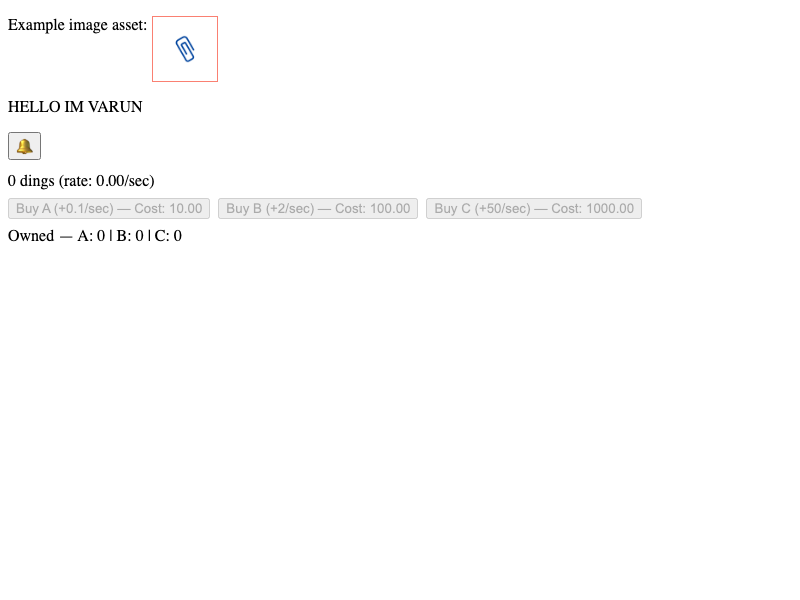 Example image asset:
HELLO IM VARUN
0 dings (rate: 0.00/sec)
Buy A (+0.1/sec) — Cost: 10.00 Buy B (+2/sec) — Cost: 100.00 Buy C (+50/sec) — Cost: 1000.00
Owned — A: 0 | B: 0 | C: 0